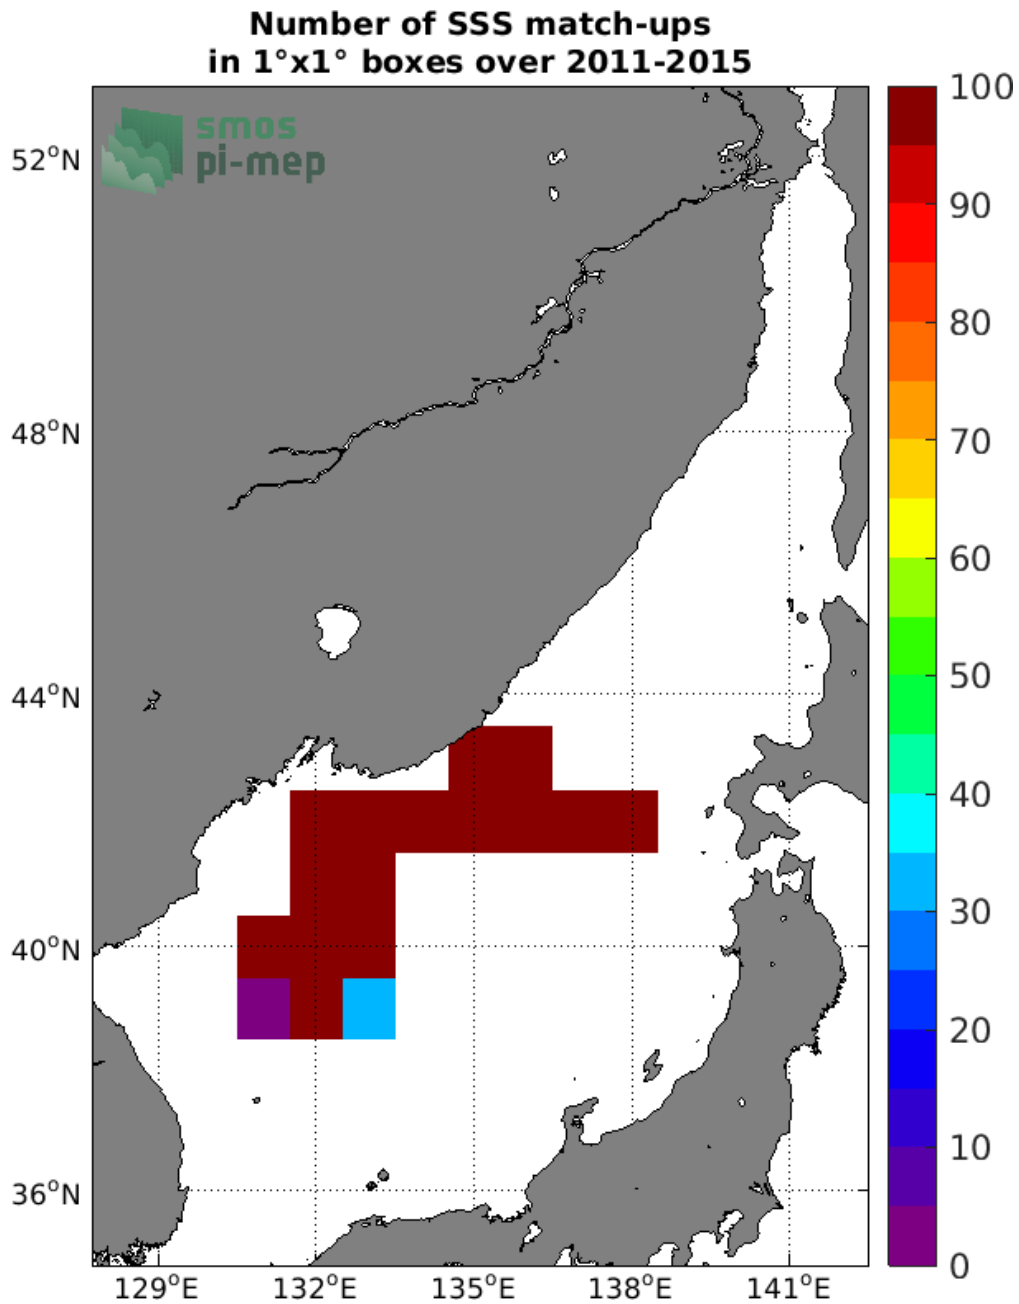 Number of SSS match-ups
in 1°x1° boxes over 2011-2015
smos
pi-mep
52°N
48°N
44°N
40°N
36°N
129°E 132°E 135°E 138°E 141°E
100
90
80
70
60
50
40
30
20
10
0